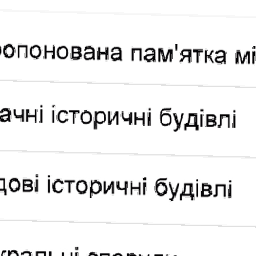 ропонована пам'ятка мі
ачні історичні будівлі
дові історичні будівлі